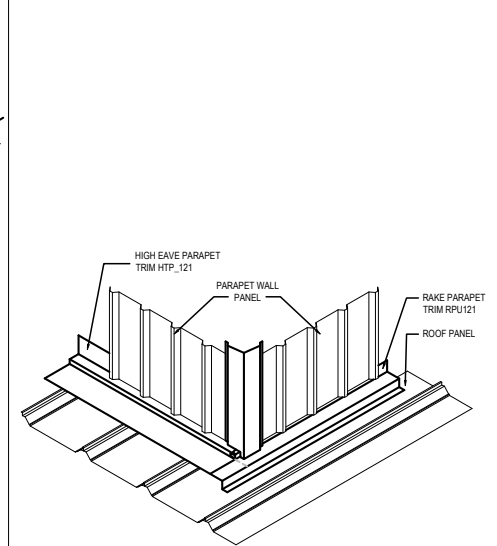 HIGH EAVE PARAPET
TRIM HTP_121
PARAPET WALL
PANEL
RAKE PARAPET
TRIM RPU121
ROOF PANEL